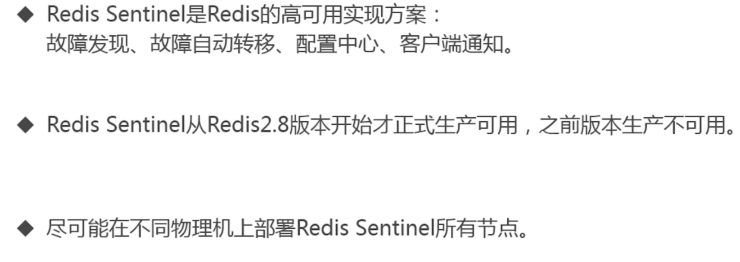 ◆ Redis Sentinel是Redis的高可用实现方案：
故障发现、故障自动转移、配置中心、客户端通知。
◆ Redis Sentinel从Redis2.8版本开始才正式生产可用，之前版本生产不可用。
◆ 尽可能在不同物理机上部署Redis Sentinel所有节点。